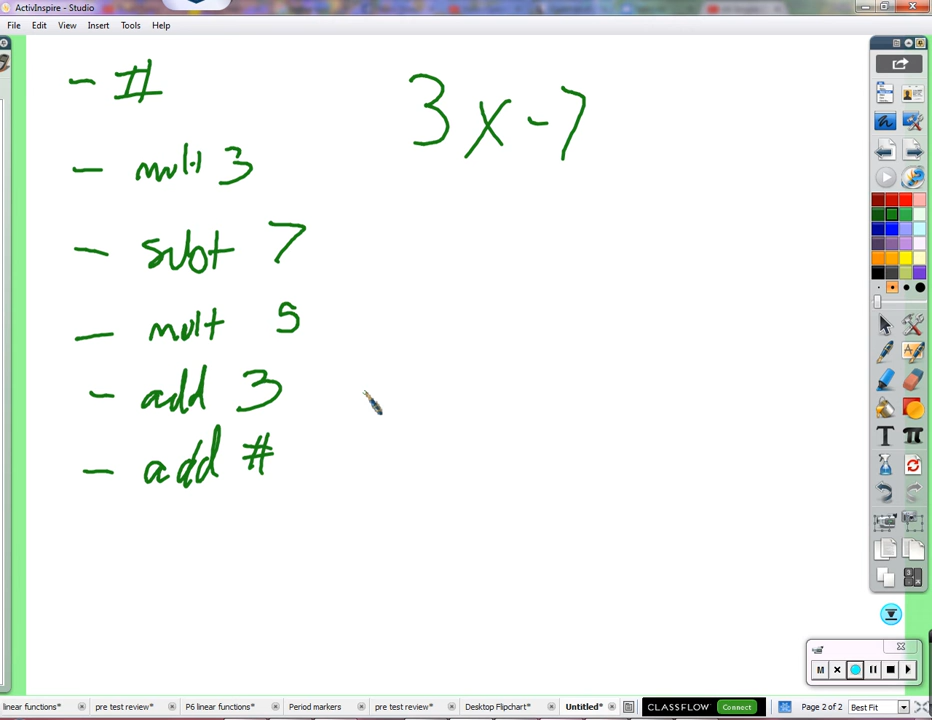 ActivInspire - Studio
File Edit View Insert Tools Help
- #
- mult 3
- subt 7
- mult 5
- add 3
- add #
3x-7
M
linear functions* pre test review* P6 linear functions* Period markers pre test review* Desktop Flipchart* Untitled* CLASSFLOW Connect Page 2 of 2 Best Fit